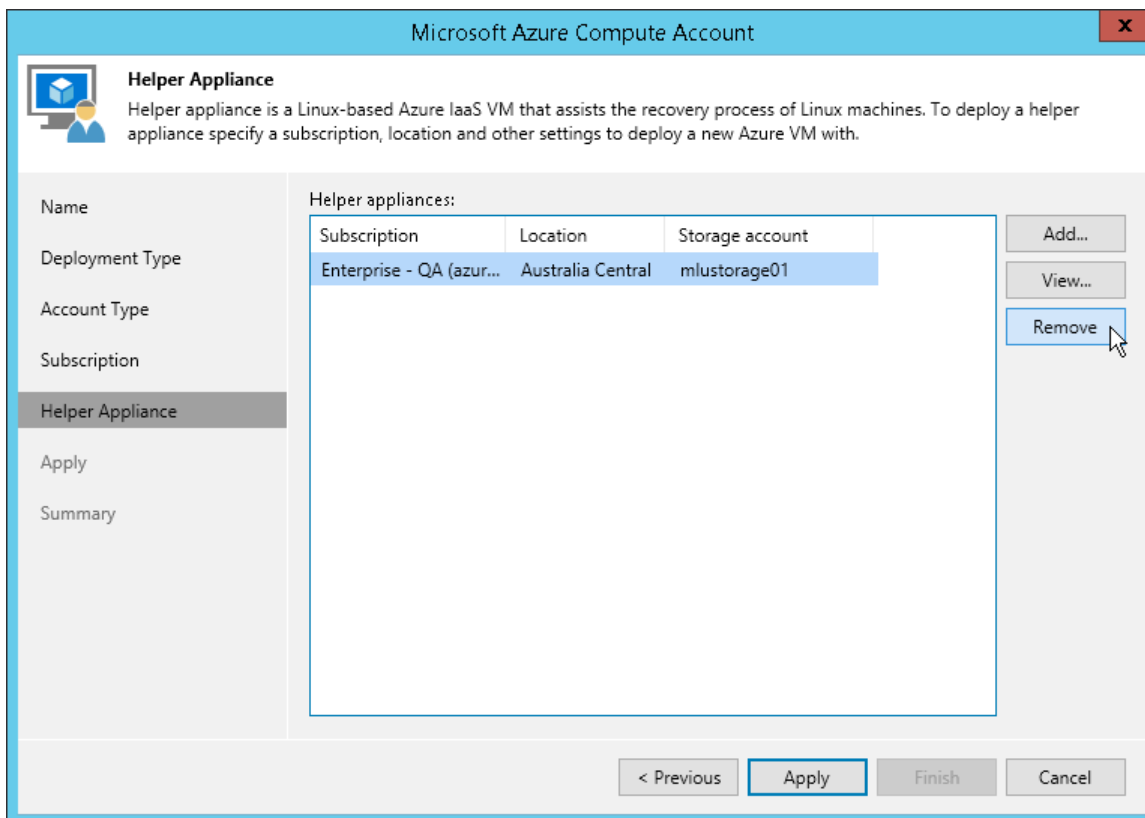 Microsoft Azure Compute Account
x
Helper Appliance
Helper appliance is a Linux-based Azure IaaS VM that assists the recovery process of Linux machines. To deploy a helper
appliance specify a subscription, location and other settings to deploy a new Azure VM with.
Name
Deployment Type
Account Type
Subscription
Helper Appliance
Apply
Summary
Helper appliances:
Subscription Location Storage account
Enterprise - QA (azur... Australia Central mlustorage01
Add...
View...
Remove
< Previous Apply Finish Cancel